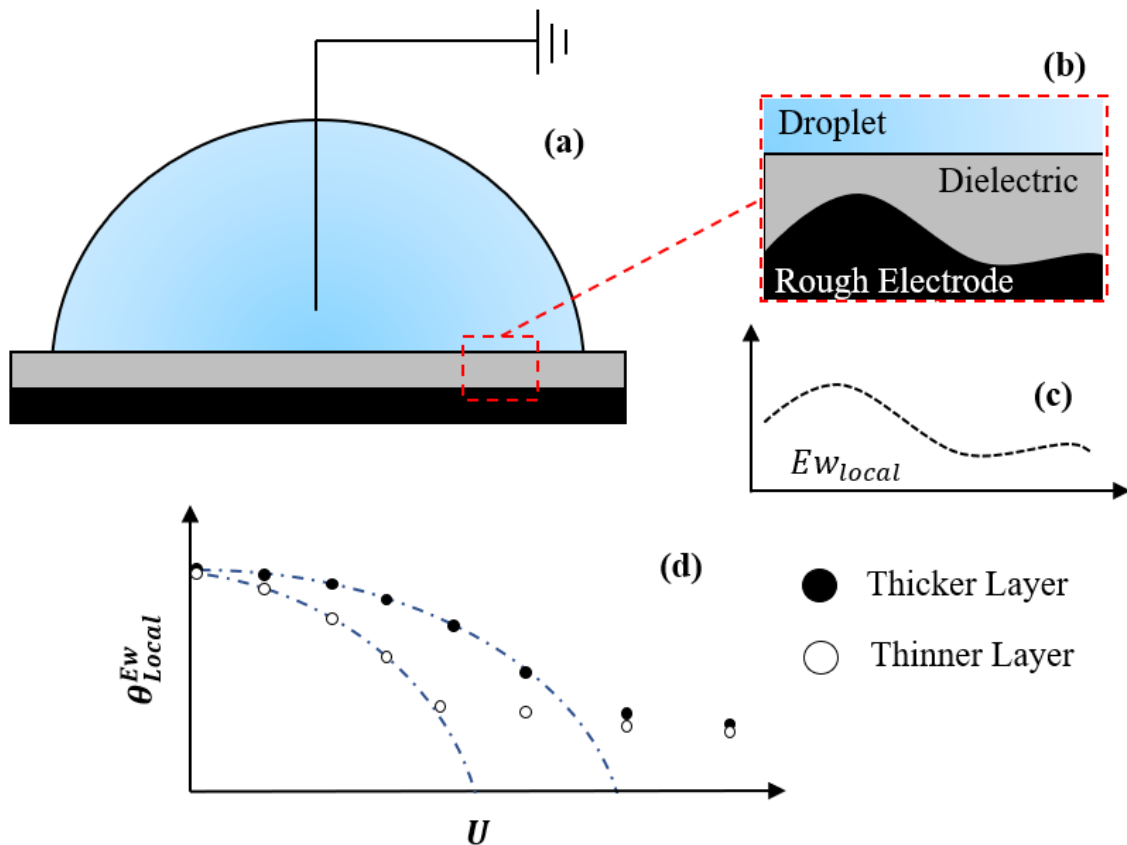 (a)
(b)
Droplet
Dielectric
Rough Electrode
(c)
Ew_local
(d)
θ^Ew_Local
U
Thicker Layer
Thinner Layer